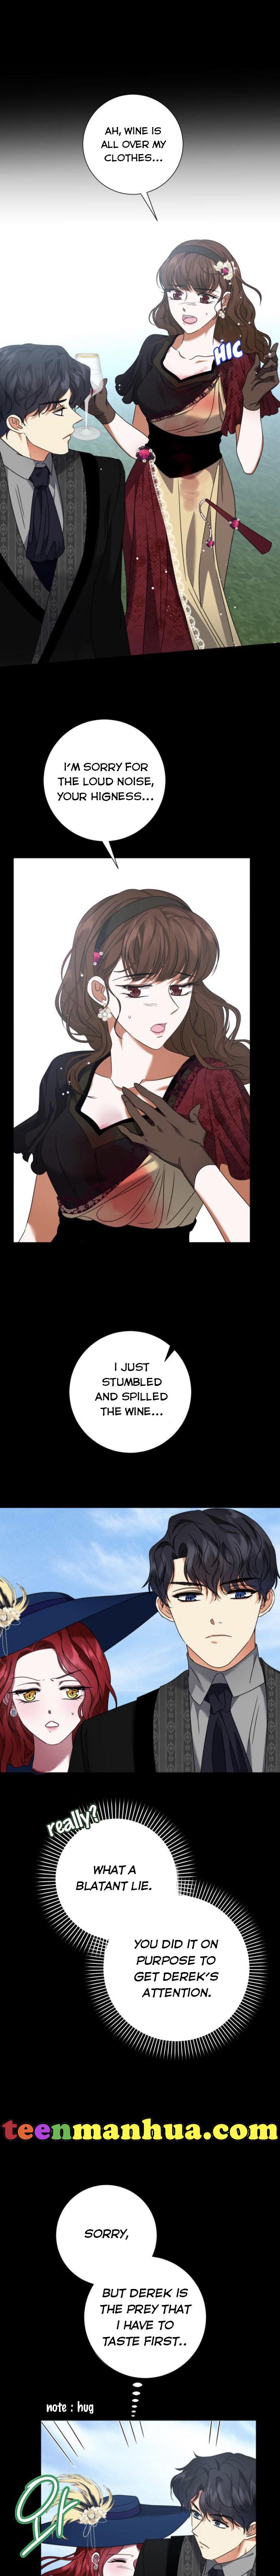 AH, WINE IS
ALL OVER MY
CLOTHES...
HIC
I'M SORRY FOR
THE LOUD NOISE,
YOUR HIGNESS...
I JUST
STUMBLED
AND SPILLED
THE WINE...
really?
WHAT A
BLATANT LIE.
YOU DID IT ON
PURPOSE TO
GET DEREK'S
ATTENTION.
teenmanhua.com
SORRY,
BUT DEREK IS
THE PREY THAT
I HAVE TO
TASTE FIRST..
note : hug
와